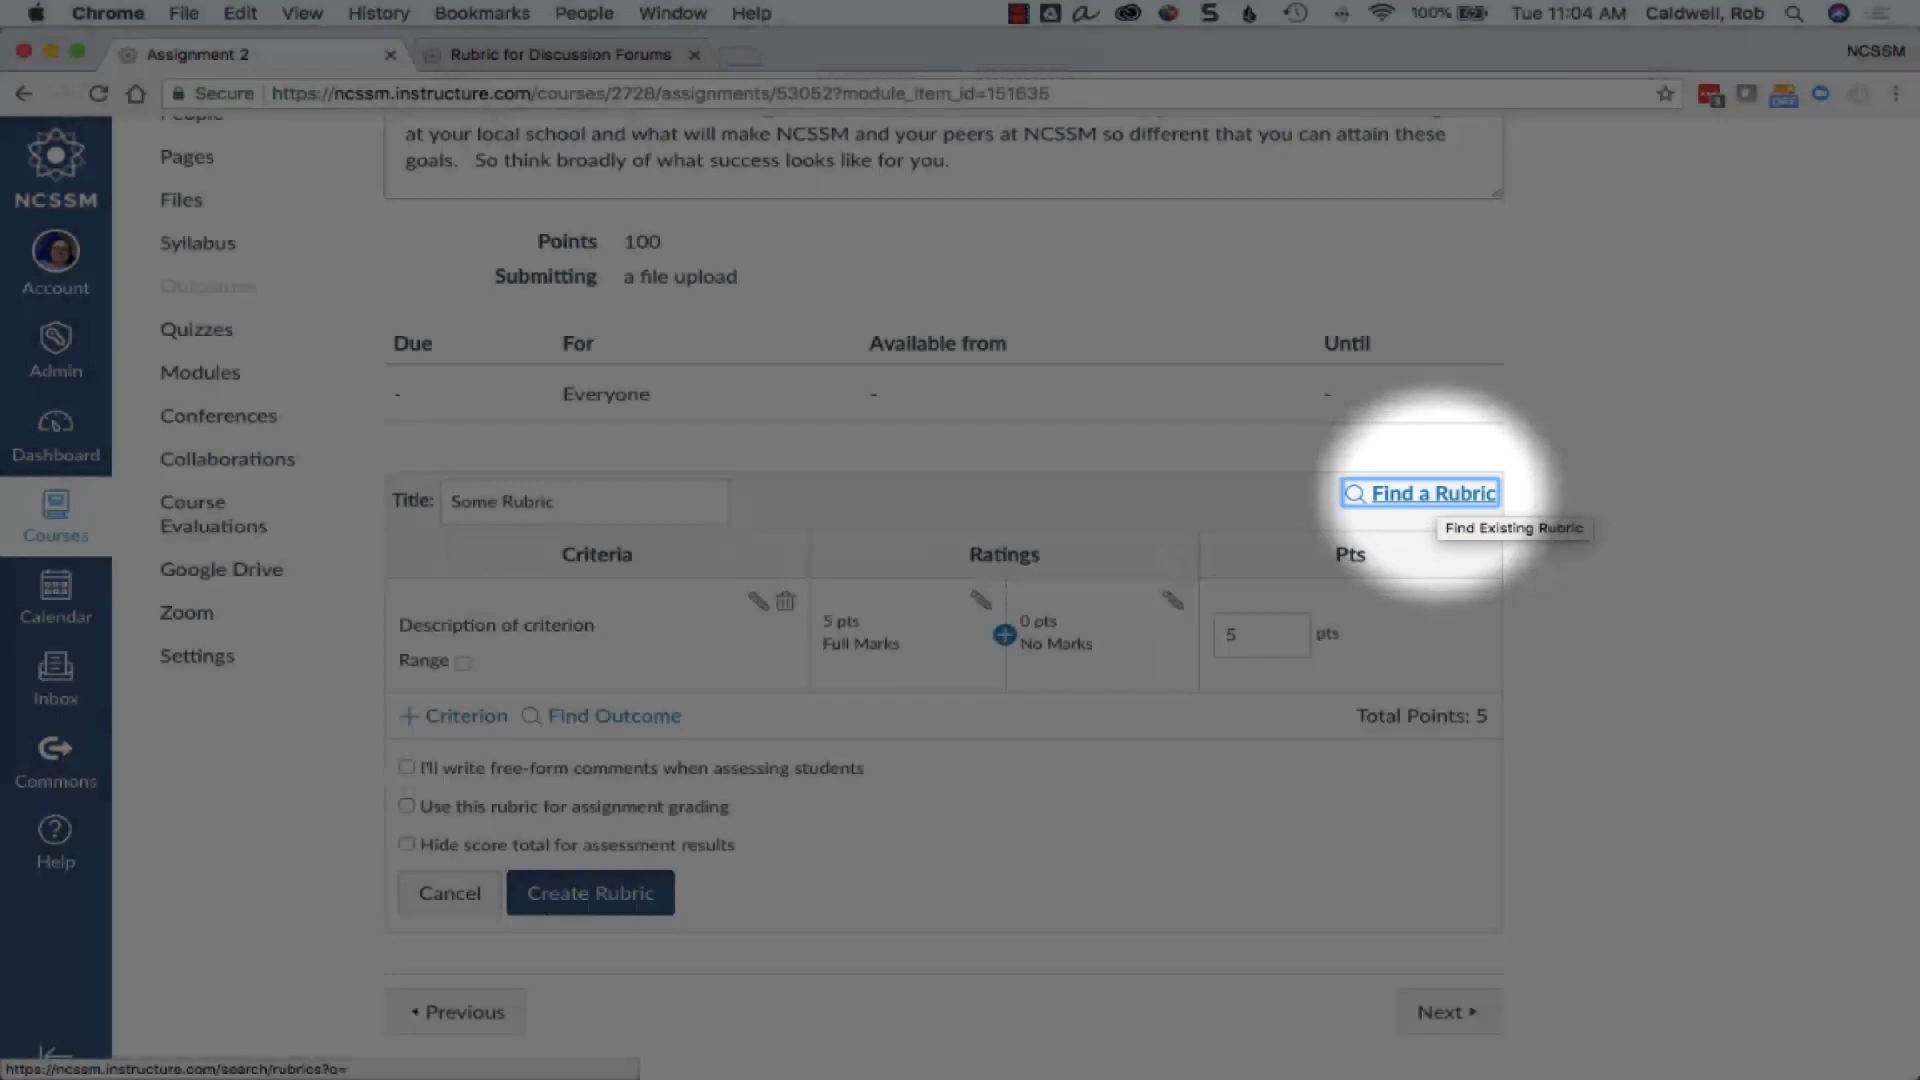 Chrome File Edit View History Bookmarks People Window Help
100% Tue 11:04 AM Caldwell, Rob
Assignment 2
Rubric for Discussion Forums
NCSSM
Secure https://ncssm.instructure.com/courses/2728/assignments/53052?module_item_id=151635
NCSSM
Account
Admin
Dashboard
Courses
Calendar
Inbox
Commons
Help
People
Pages
Files
Syllabus
Outcomes
Quizzes
Modules
Conferences
Collaborations
Course
Evaluations
Google Drive
Zoom
Settings
at your local school and what will make NCSSM and your peers at NCSSM so different that you can attain these
goals. So think broadly of what success looks like for you.
Points 100
Submitting a file upload
Due For Available from Until
- Everyone - -
Title: Some Rubric
Find a Rubric
Find Existing Rubric
Criteria Ratings Pts
Description of criterion
Range
5 pts
Full Marks
0 pts
No Marks
5 pts
Criterion Find Outcome Total Points: 5
I'll write free-form comments when assessing students
Use this rubric for assignment grading
Hide score total for assessment results
Cancel Create Rubric
Previous Next
https://ncssm.instructure.com/search/rubrics?q=